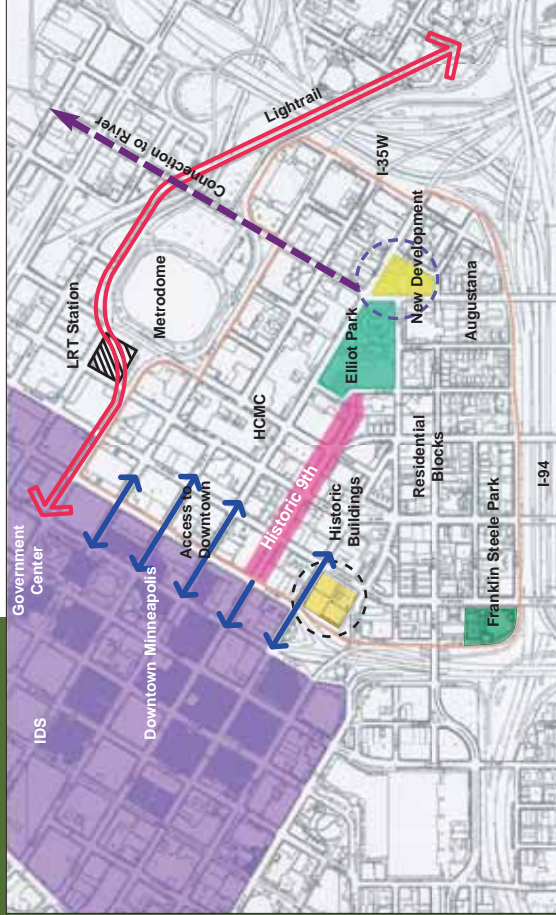 Lightrail
Connection to River
I-35W
LRT Station
Metrodome
New Development
Augustana
Elliot Park
HCMC
Government
Center
Access to
Downtown
Historic 9th
Historic
Buildings
Residential
Blocks
I-94
Downtown Minneapolis
Franklin Steele Park
IDS